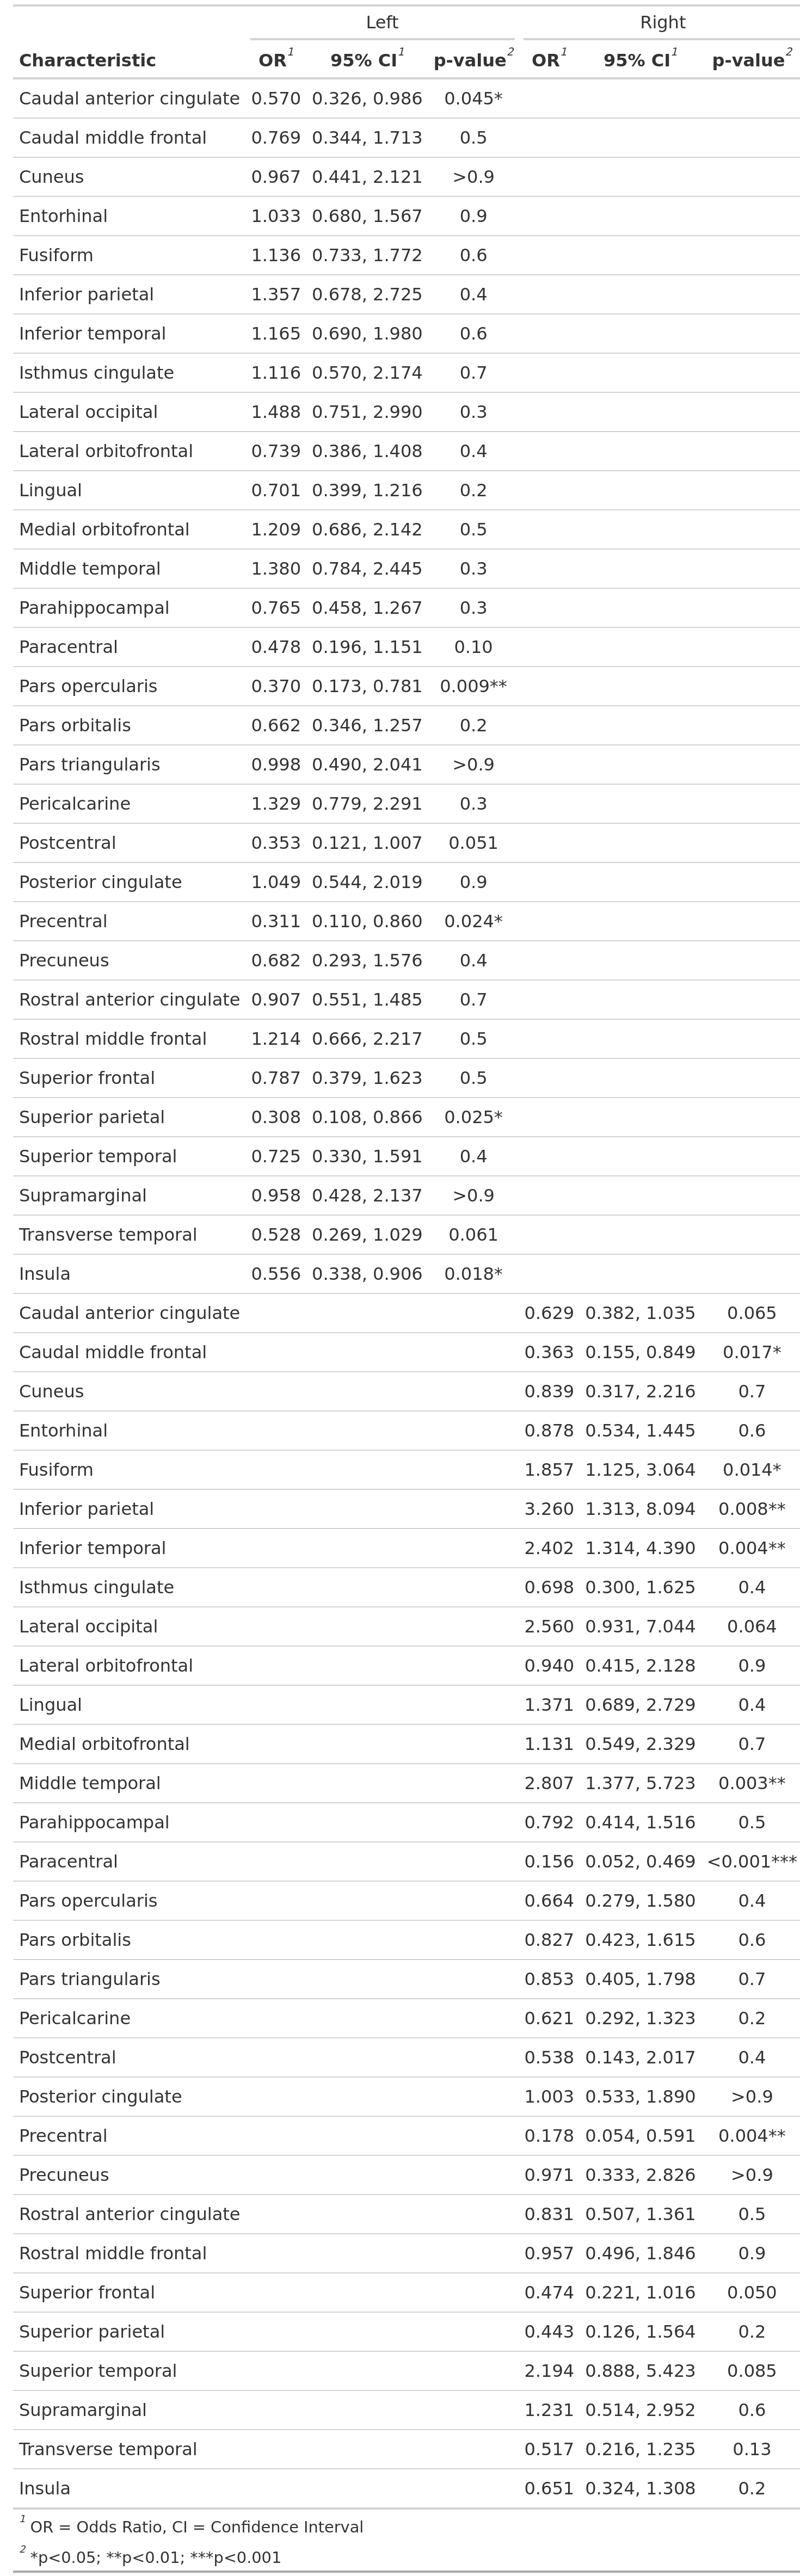 Left Right
Characteristic OR1 95% CI1 p-value2 OR1 95% CI1 p-value2
Caudal anterior cingulate 0.570 0.326, 0.986 0.045*
Caudal middle frontal 0.769 0.344, 1.713 0.5
Cuneus 0.967 0.441, 2.121 >0.9
Entorhinal 1.033 0.680, 1.567 0.9
Fusiform 1.136 0.733, 1.772 0.6
Inferior parietal 1.357 0.678, 2.725 0.4
Inferior temporal 1.165 0.690, 1.980 0.6
Isthmus cingulate 1.116 0.570, 2.174 0.7
Lateral occipital 1.488 0.751, 2.990 0.3
Lateral orbitofrontal 0.739 0.386, 1.408 0.4
Lingual 0.701 0.399, 1.216 0.2
Medial orbitofrontal 1.209 0.686, 2.142 0.5
Middle temporal 1.380 0.784, 2.445 0.3
Parahippocampal 0.765 0.458, 1.267 0.3
Paracentral 0.478 0.196, 1.151 0.10
Pars opercularis 0.370 0.173, 0.781 0.009**
Pars orbitalis 0.662 0.346, 1.257 0.2
Pars triangularis 0.998 0.490, 2.041 >0.9
Pericalcarine 1.329 0.779, 2.291 0.3
Postcentral 0.353 0.121, 1.007 0.051
Posterior cingulate 1.049 0.544, 2.019 0.9
Precentral 0.311 0.110, 0.860 0.024*
Precuneus 0.682 0.293, 1.576 0.4
Rostral anterior cingulate 0.907 0.551, 1.485 0.7
Rostral middle frontal 1.214 0.666, 2.217 0.5
Superior frontal 0.787 0.379, 1.623 0.5
Superior parietal 0.308 0.108, 0.866 0.025*
Superior temporal 0.725 0.330, 1.591 0.4
Supramarginal 0.958 0.428, 2.137 >0.9
Transverse temporal 0.528 0.269, 1.029 0.061
Insula 0.556 0.338, 0.906 0.018*
Caudal anterior cingulate 0.629 0.382, 1.035 0.065
Caudal middle frontal 0.363 0.155, 0.849 0.017*
Cuneus 0.839 0.317, 2.216 0.7
Entorhinal 0.878 0.534, 1.445 0.6
Fusiform 1.857 1.125, 3.064 0.014*
Inferior parietal 3.260 1.313, 8.094 0.008**
Inferior temporal 2.402 1.314, 4.390 0.004**
Isthmus cingulate 0.698 0.300, 1.625 0.4
Lateral occipital 2.560 0.931, 7.044 0.064
Lateral orbitofrontal 0.940 0.415, 2.128 0.9
Lingual 1.371 0.689, 2.729 0.4
Medial orbitofrontal 1.131 0.549, 2.329 0.7
Middle temporal 2.807 1.377, 5.723 0.003**
Parahippocampal 0.792 0.414, 1.516 0.5
Paracentral 0.156 0.052, 0.469 <0.001***
Pars opercularis 0.664 0.279, 1.580 0.4
Pars orbitalis 0.827 0.423, 1.615 0.6
Pars triangularis 0.853 0.405, 1.798 0.7
Pericalcarine 0.621 0.292, 1.323 0.2
Postcentral 0.538 0.143, 2.017 0.4
Posterior cingulate 1.003 0.533, 1.890 >0.9
Precentral 0.178 0.054, 0.591 0.004**
Precuneus 0.971 0.333, 2.826 >0.9
Rostral anterior cingulate 0.831 0.507, 1.361 0.5
Rostral middle frontal 0.957 0.496, 1.846 0.9
Superior frontal 0.474 0.221, 1.016 0.050
Superior parietal 0.443 0.126, 1.564 0.2
Superior temporal 2.194 0.888, 5.423 0.085
Supramarginal 1.231 0.514, 2.952 0.6
Transverse temporal 0.517 0.216, 1.235 0.13
Insula 0.651 0.324, 1.308 0.2
1 OR = Odds Ratio, CI = Confidence Interval
2 *p<0.05; **p<0.01; ***p<0.001